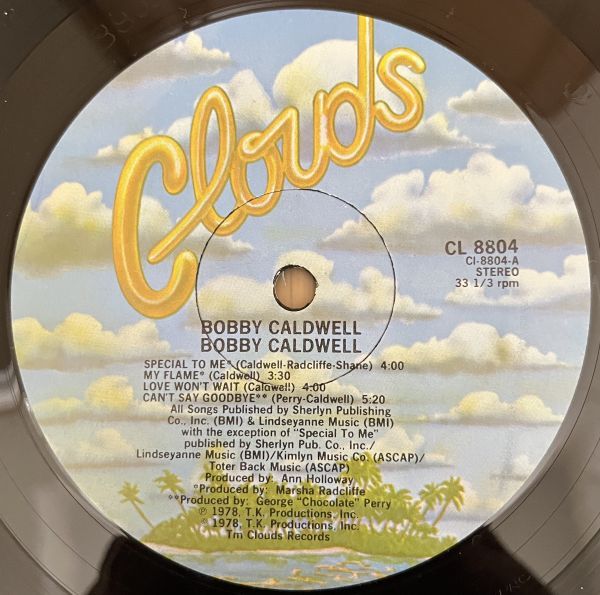 Clouds
CL 8804
Cl-8804-A
STEREO
33 1/3 rpm
BOBBY CALDWELL
BOBBY CALDWELL
SPECIAL TO ME* (Caldwell-Radcliffe-Shane) 4:00
MY FLAME* (Caldwell) 3:30
LOVE WON'T WAIT (Caldwell) 4:00
CAN'T SAY GOODBYE** (Perry-Caldwell) 5:20
All Songs Published by Sherlyn Publishing
Co., Inc. (BMI) & Lindseyanne Music (BMI)
with the exception of "Special To Me"
published by Sherlyn Pub. Co., Inc./
Lindseyanne Music (BMI)/Kimlyn Music Co. (ASCAP)/
Toter Back Music (ASCAP)
Produced by: Ann Holloway
*Produced by: Marsha Radcliffe
**Produced by: George "Chocolate" Perry
℗ 1978, T.K. Productions, Inc.
© 1978, T.K. Productions, Inc.
Tm Clouds Records